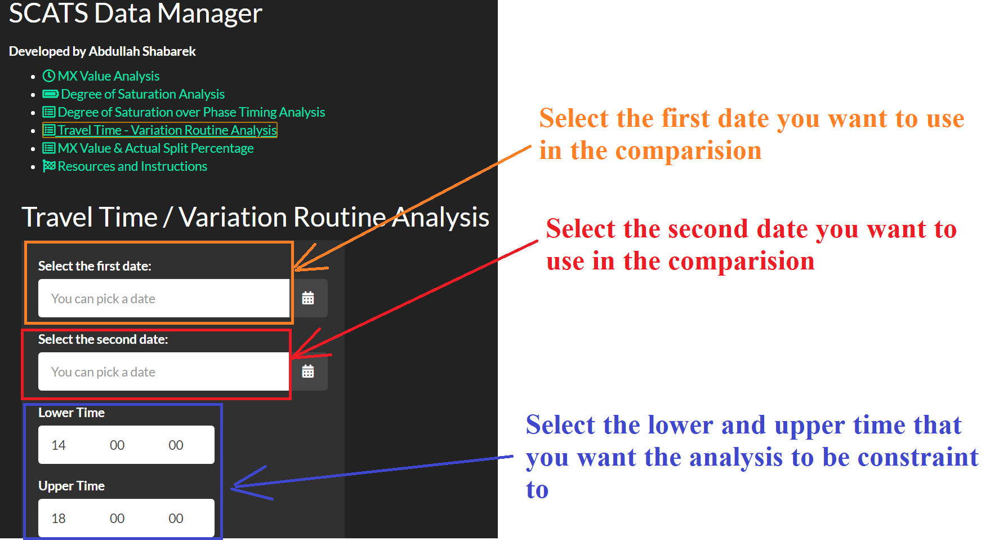 SCATS Data Manager
Developed by Abdullah Shabarek
MX Value Analysis
Degree of Saturation Analysis
Degree of Saturation over Phase Timing Analysis
Travel Time - Variation Routine Analysis
MX Value & Actual Split Percentage
Resources and Instructions
Select the first date you want to use
in the comparision
Travel Time / Variation Routine Analysis
Select the second date you want to
use in the comparision
Select the first date:
You can pick a date
Select the second date:
You can pick a date
Lower Time
14 00 00
Select the lower and upper time that
you want the analysis to be constraint
to
Upper Time
18 00 00